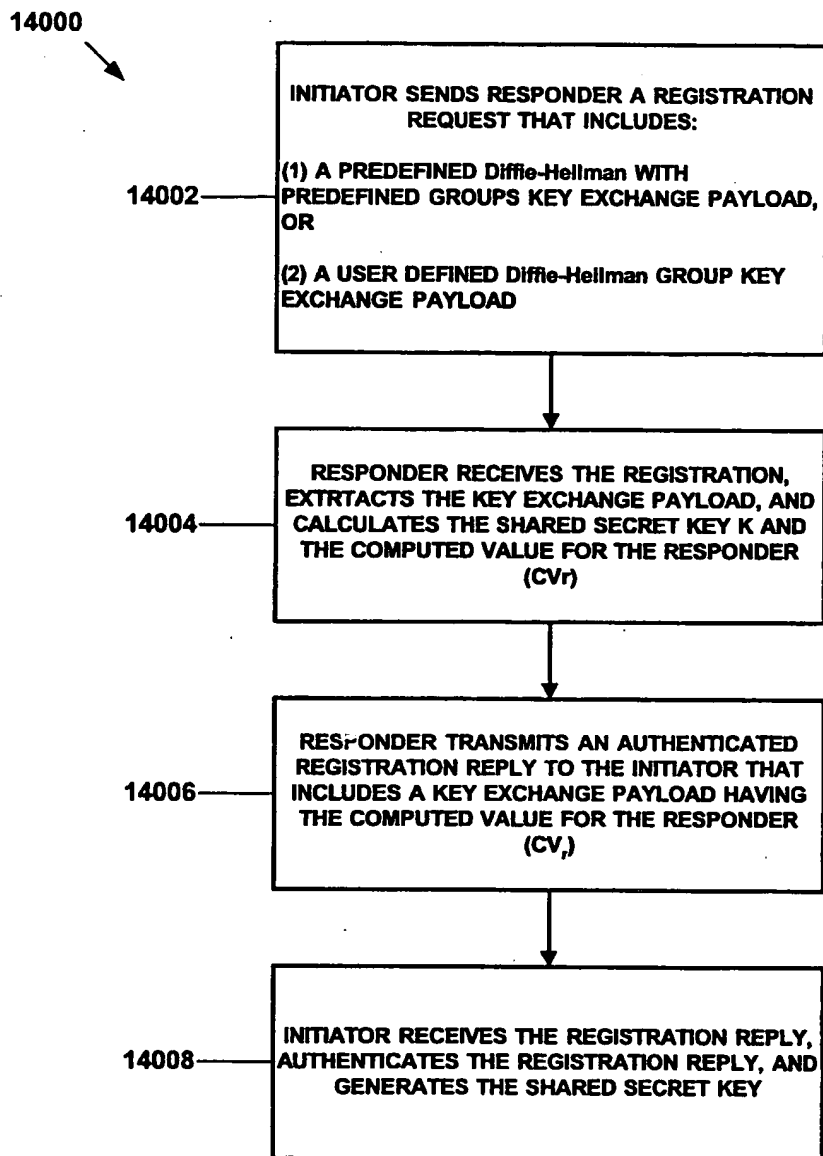 14000
INITIATOR SENDS RESPONDER A REGISTRATION
REQUEST THAT INCLUDES:
(1) A PREDEFINED Diffie-Hellman WITH
PREDEFINED GROUPS KEY EXCHANGE PAYLOAD,
OR
(2) A USER DEFINED Diffie-Hellman GROUP KEY
EXCHANGE PAYLOAD
14002
RESPONDER RECEIVES THE REGISTRATION,
EXTRTACTS THE KEY EXCHANGE PAYLOAD, AND
CALCULATES THE SHARED SECRET KEY K AND
THE COMPUTED VALUE FOR THE RESPONDER
(CVr)
14004
RESPONDER TRANSMITS AN AUTHENTICATED
REGISTRATION REPLY TO THE INITIATOR THAT
INCLUDES A KEY EXCHANGE PAYLOAD HAVING
THE COMPUTED VALUE FOR THE RESPONDER
(CVr)
14006
INITIATOR RECEIVES THE REGISTRATION REPLY,
AUTHENTICATES THE REGISTRATION REPLY, AND
GENERATES THE SHARED SECRET KEY
14008